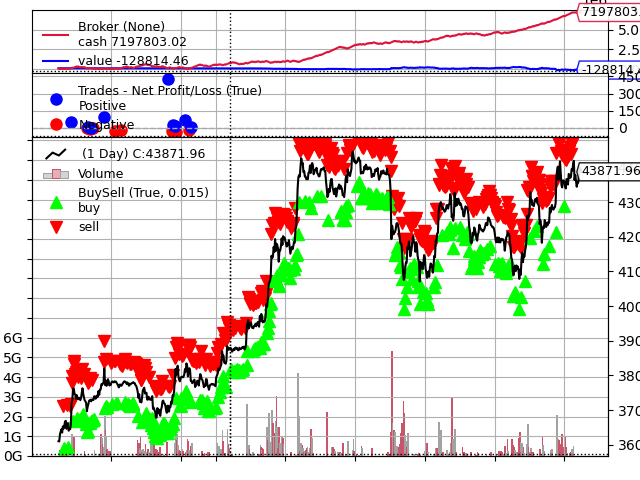 Broker (None)
cash 7197803.02
value -128814.46
7197803.
5.0
2.5
-128814.4
Trades - Net Profit/Loss (True)
Positive
Negative
450
300
150
0
(1 Day) C:43871.96
Volume
BuySell (True, 0.015)
buy
sell
43871.96
430
420
410
400
390
380
370
360
6G
5G
4G
3G
2G
1G
0G